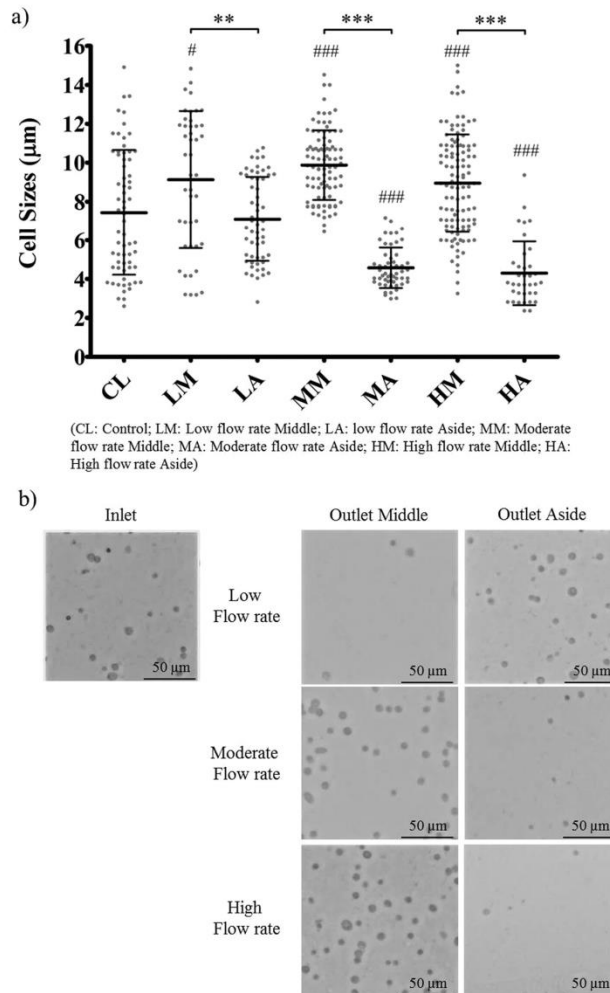 a)
** *** ***
# ### ### ### ###
Cell Sizes (μm)
16
14
12
10
8
6
4
2
0
CL LM LA MM MA HM HA
(CL: Control; LM: Low flow rate Middle; LA: low flow rate Aside; MM: Moderate
flow rate Middle; MA: Moderate flow rate Aside; HM: High flow rate Middle; HA:
High flow rate Aside)
b)
Inlet Outlet Middle Outlet Aside
Low
Flow rate
50 μm 50 μm 50 μm
Moderate
Flow rate
50 μm 50 μm
High
Flow rate
50 μm 50 μm